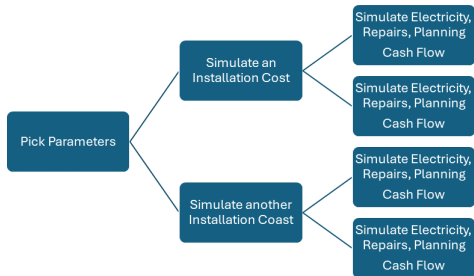 Pick Parameters
Simulate an
Installation Cost
Simulate Electricity,
Repairs, Planning
Cash Flow
Simulate Electricity,
Repairs, Planning
Cash Flow
Simulate another
Installation Coast
Simulate Electricity,
Repairs, Planning
Cash Flow
Simulate Electricity,
Repairs, Planning
Cash Flow